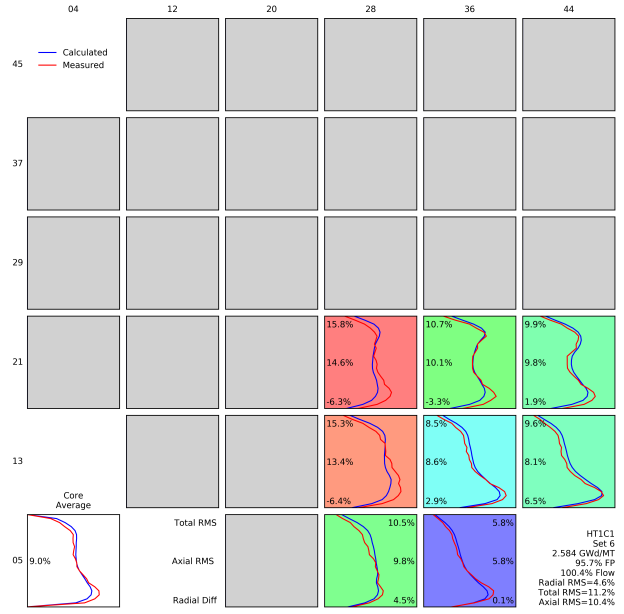 04 12 20 28 36 44
45
Calculated
Measured
37
29
21
15.8% 10.7% 9.9%
14.6% 10.1% 9.8%
-6.3% -3.3% 1.9%
13
15.3% 8.5% 9.6%
13.4% 8.6% 8.1%
-6.4% 2.9% 6.5%
Core
Average
05
9.0%
Total RMS 10.5% 5.8%
Axial RMS 9.8% 5.8%
Radial Diff 4.5% 0.1%
HT1C1
Set 6
2.584 GWd/MT
95.7% FP
100.4% Flow
Radial RMS=4.6%
Total RMS=11.2%
Axial RMS=10.4%